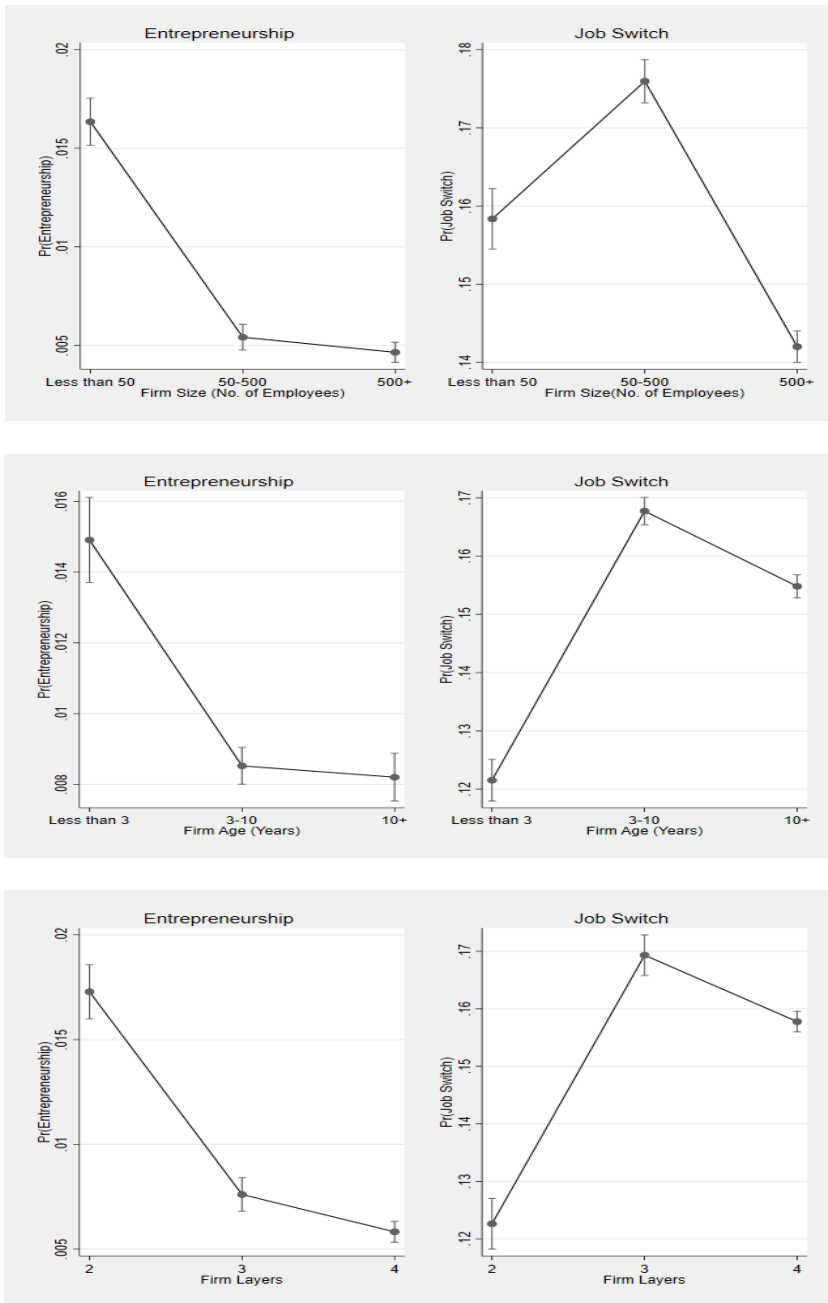 Entrepreneurship
Pr(Entrepreneurship)
.02
.015
.01
.005
Less than 50 50-500 500+
Firm Size (No. of Employees)
Job Switch
Pr(Job Switch)
.18
.17
.16
.15
.14
Less than 50 50-500 500+
Firm Size(No. of Employees)
Entrepreneurship
Pr(Entrepreneurship)
.016
.014
.012
.01
.008
Less than 3 3-10 10+
Firm Age (Years)
Job Switch
Pr(Job Switch)
.17
.16
.15
.14
.13
.12
Less than 3 3-10 10+
Firm Age (Years)
Entrepreneurship
Pr(Entrepreneurship)
.02
.015
.01
.005
2 3 4
Firm Layers
Job Switch
Pr(Job Switch)
.17
.16
.15
.14
.13
.12
2 3 4
Firm Layers